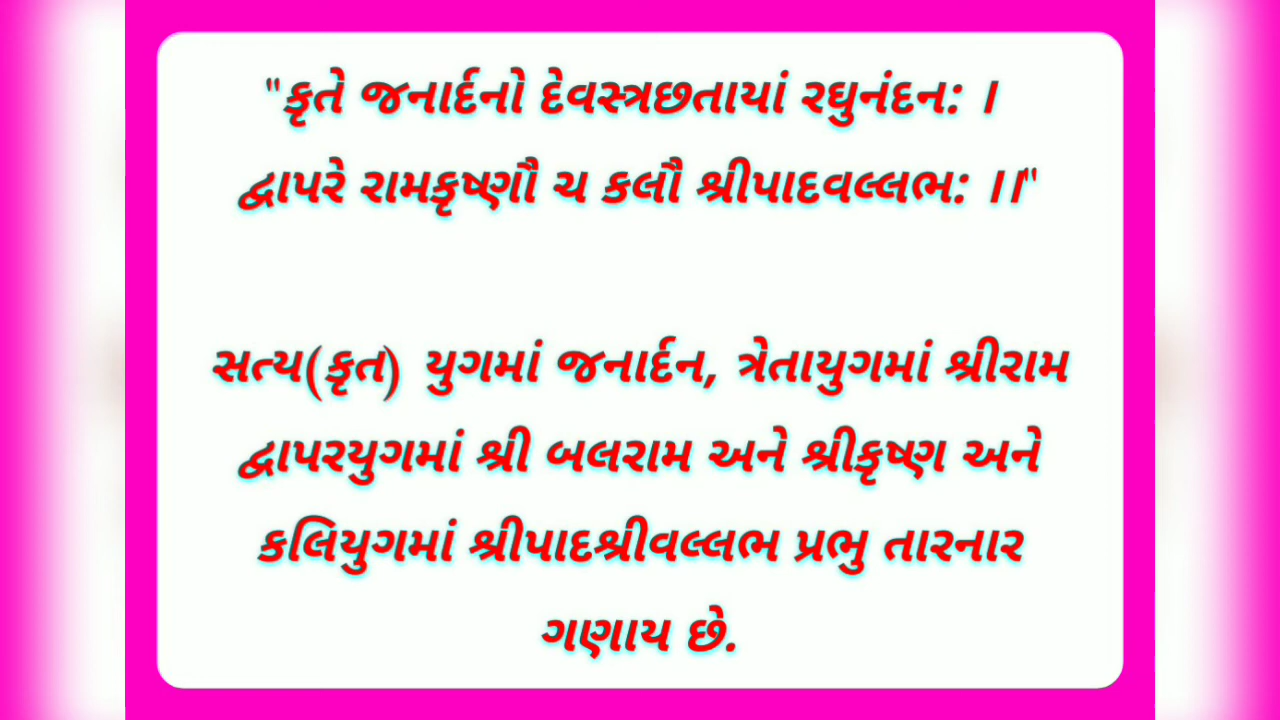 "કૃતે જનાર્દનો દેવસ્ત્રછતાયાં રઘુનંદન: ।
દ્વાપરે રામકૃષ્ણૌ ચ કલૌ શ્રીપાદવલ્લભ: ।।"
સત્ય(કૃત) યુગમાં જનાર્દન, ત્રેતાયુગમાં શ્રીરામ
દ્વાપરયુગમાં શ્રી બલરામ અને શ્રીકૃષ્ણ અને
કલિયુગમાં શ્રીપાદશ્રીવલ્લભ પ્રભુ તારનાર
ગણાય છે.